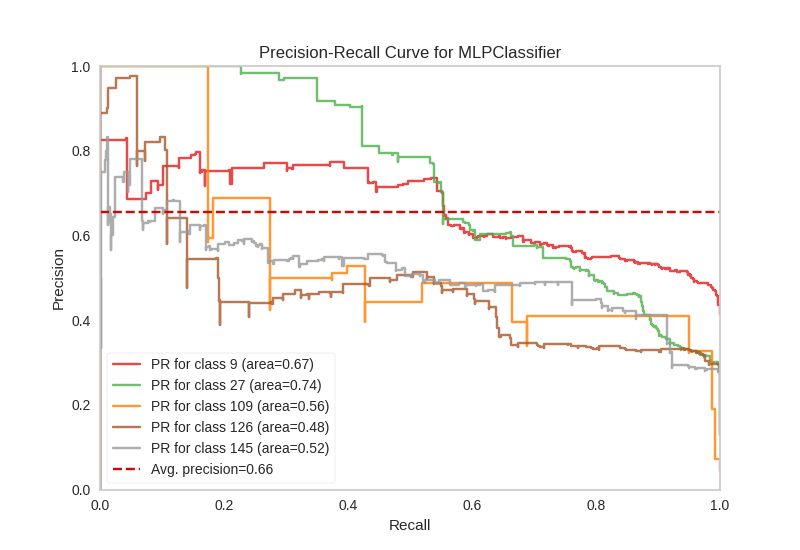 Precision-Recall Curve for MLPClassifier
1.0
0.8
0.6
0.4
0.2
0.0
Precision
PR for class 9 (area=0.67)
PR for class 27 (area=0.74)
PR for class 109 (area=0.56)
PR for class 126 (area=0.48)
PR for class 145 (area=0.52)
Avg. precision=0.66
0.0 0.2 0.4 0.6 0.8 1.0
Recall